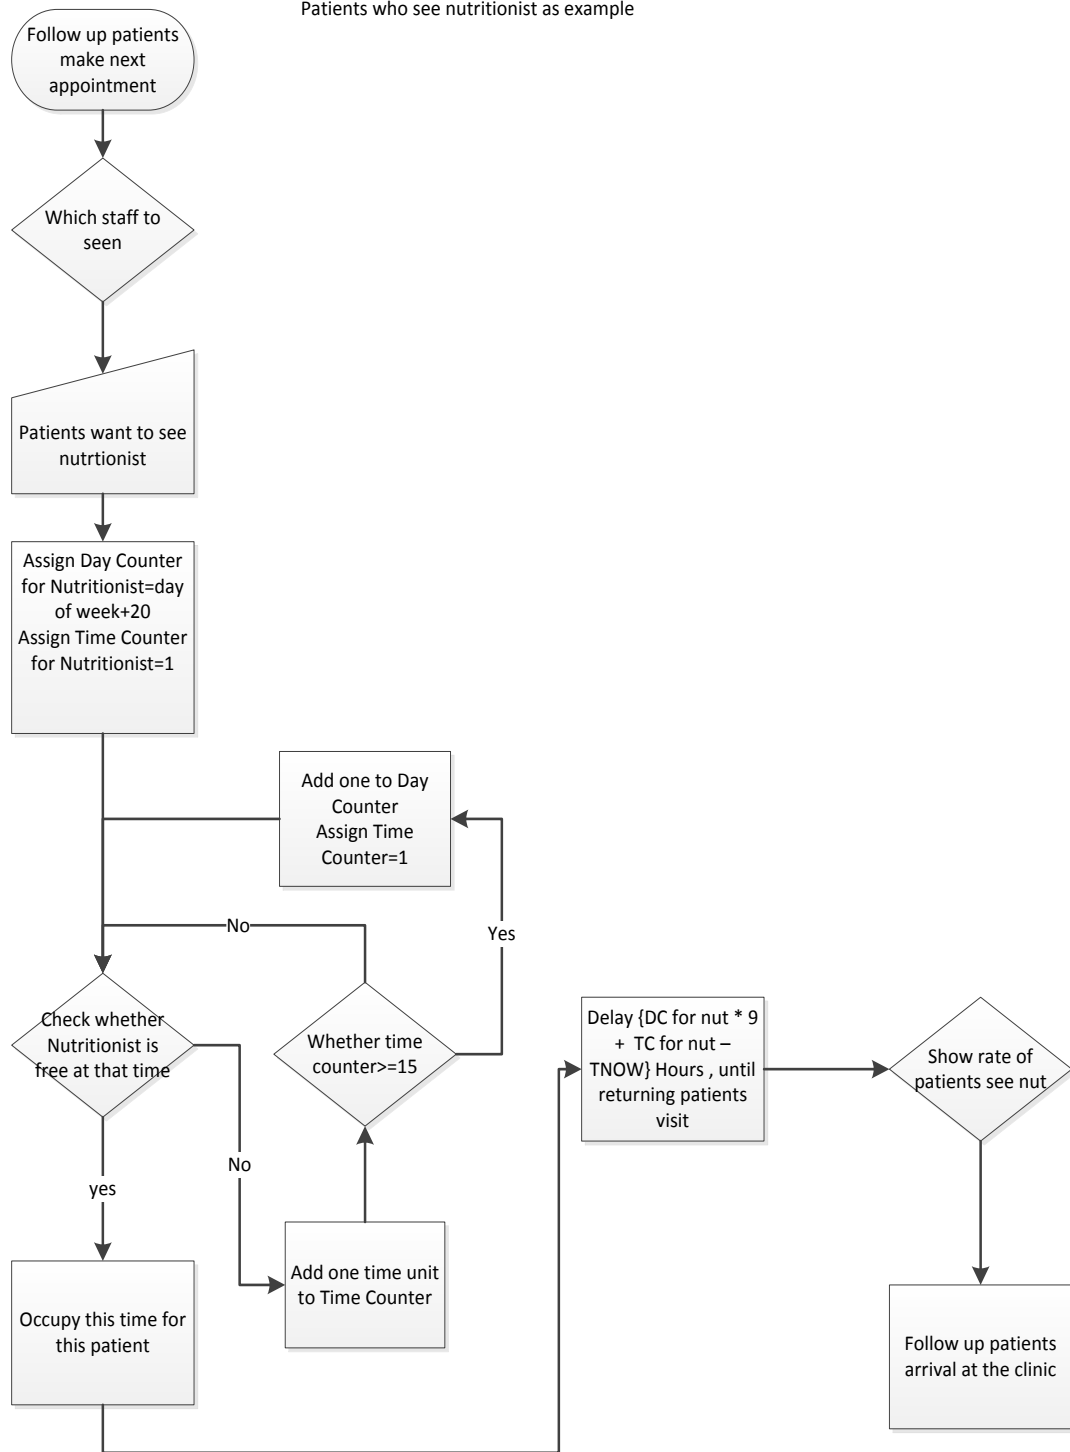 Patients who see nutritionist as example
Follow up patients
make next
appointment
Which staff to
seen
Patients want to see
nutrtionist
Assign Day Counter
for Nutritionist=day
of week+20
Assign Time Counter
for Nutritionist=1
Add one to Day
Counter
Assign Time
Counter=1
No
Yes
Check whether
Nutritionist is
free at that time
Whether time
counter>=15
Delay {DC for nut * 9
+ TC for nut –
TNOW} Hours , until
returning patients
visit
Show rate of
patients see nut
No
yes
Add one time unit
to Time Counter
Occupy this time for
this patient
Follow up patients
arrival at the clinic